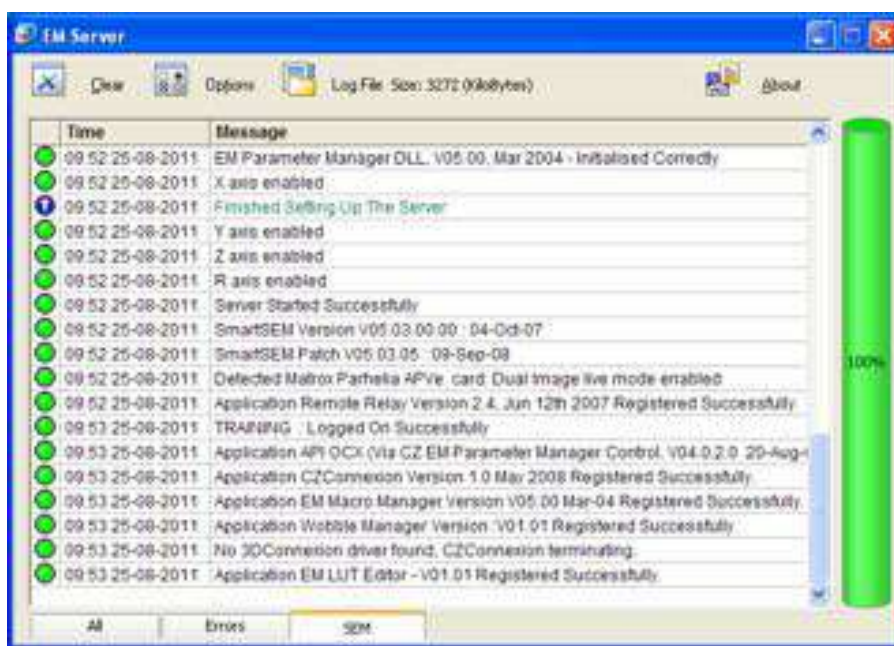 EM Server
Clear Options Log File Size: 3272 (KiloBytes) About
Time Message
09:52 25-08-2011 EM Parameter Manager DLL, V05.00, Mar 2004 - Initialised Correctly
09:52 25-08-2011 X axis enabled
09:52 25-08-2011 Finished Setting Up The Server
09:52 25-08-2011 Y axis enabled
09:52 25-08-2011 Z axis enabled
09:52 25-08-2011 R axis enabled
09:52 25-08-2011 Server Started Successfully
09:52 25-08-2011 SmartSEM Version V05.03.00.00 : 04-Oct-07
09:52 25-08-2011 SmartSEM Patch V05.03.05 : 09-Sep-08
09:52 25-08-2011 Detected Matrox Parhelia APVe card. Dual Image live mode enabled
09:52 25-08-2011 Application Remote Relay Version 2.4, Jun 12th 2007 Registered Successfully
09:53 25-08-2011 TRAINING : Logged On Successfully
09:53 25-08-2011 Application API OCX (Via CZ EM Parameter Manager Control, V04.0.2.0 20-Aug-
09:53 25-08-2011 Application CZConnexion Version 1.0 May 2008 Registered Successfully
09:53 25-08-2011 Application EM Macro Manager Version V05.00 Mar-04 Registered Successfully
09:53 25-08-2011 Application Wobble Manager Version :V01.01 Registered Successfully
09:53 25-08-2011 No 3DConnexion driver found, CZConnexion terminating.
09:53 25-08-2011 Application EM LUT Editor - V01.01 Registered Successfully.
100%
All Errors SEM